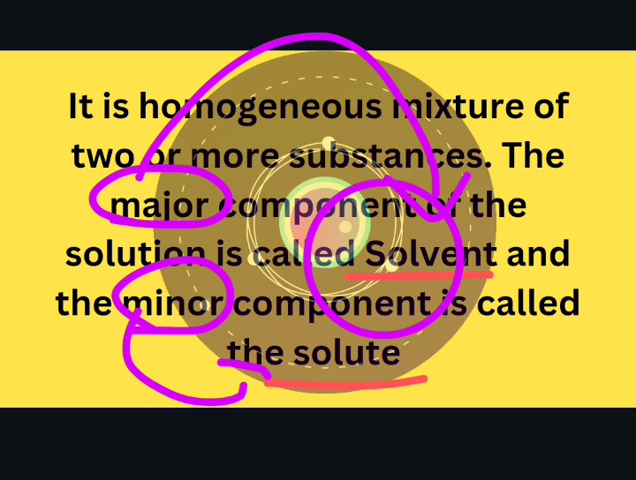 It is homogeneous mixture of
two or more substances. The
major component of the
solution is called Solvent and
the minor component is called
the solute